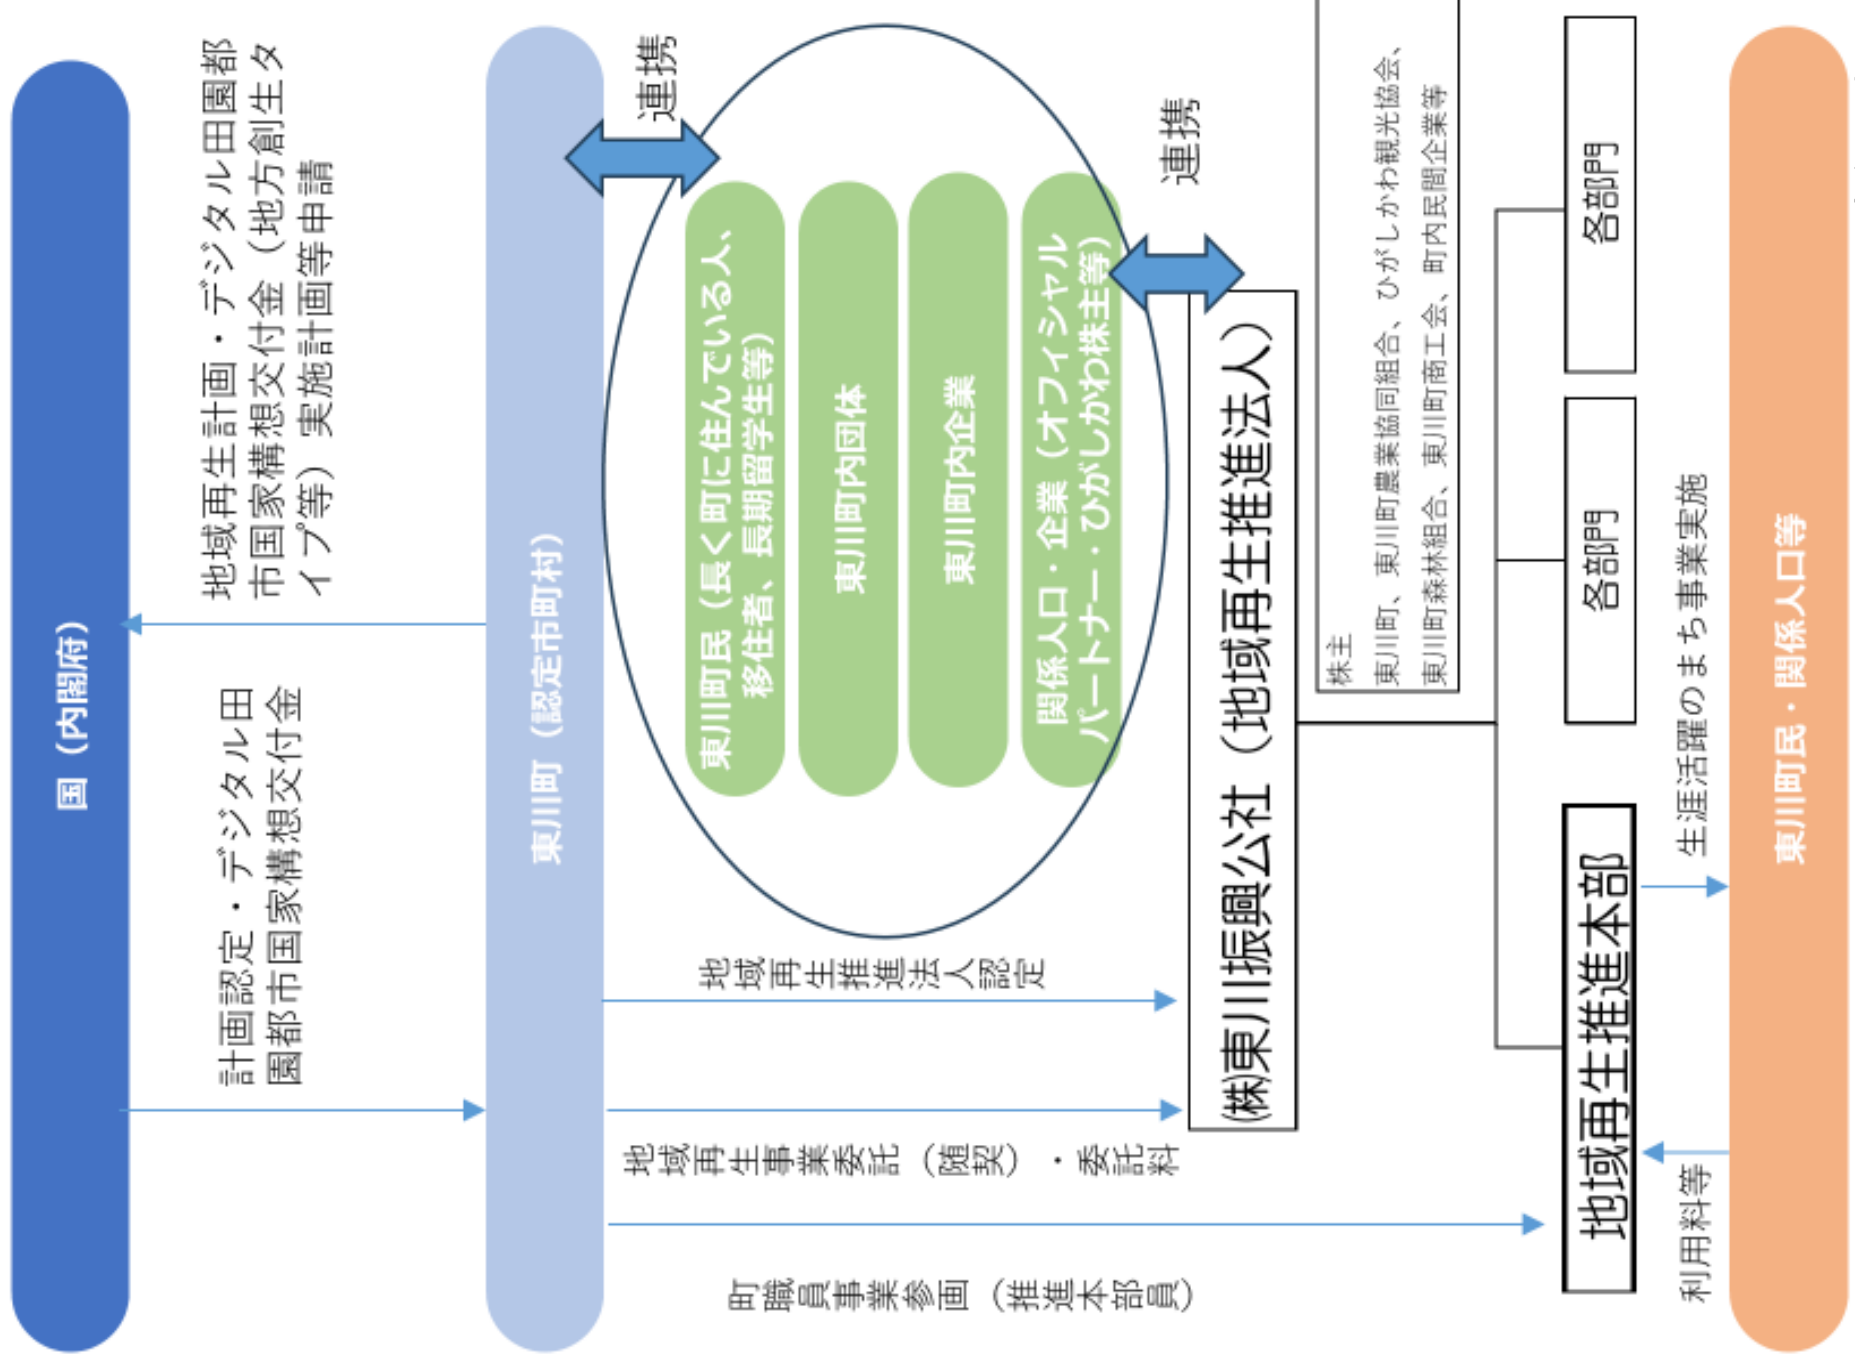 国（内閣府）
計画認定・デジタル田
園都市国家構想交付金
地域再生計画・デジタル田園都
市国家構想交付金（地方創生タ
イプ等）実施計画等申請
東川町（認定市町村）
連携
東川町民（長く町に住んでいる人、
移住者、長期留学生等）
東川町内団体
東川町内企業
関係人口・企業（オフィシャル
パートナー・ひがしかわ株主等）
連携
地域再生推進法人認定
地域再生事業委託（随契）・委託料
町職員事業参画（推進本部員）
㈱東川振興公社（地域再生推進法人）
株主
東川町、東川町農業協同組合、ひがしかわ観光協会、
東川町森林組合、東川町商工会、町内民間企業等
地域再生推進本部
各部門
各部門
利用料等
生涯活躍のまち事業実施
東川町民・関係人口等